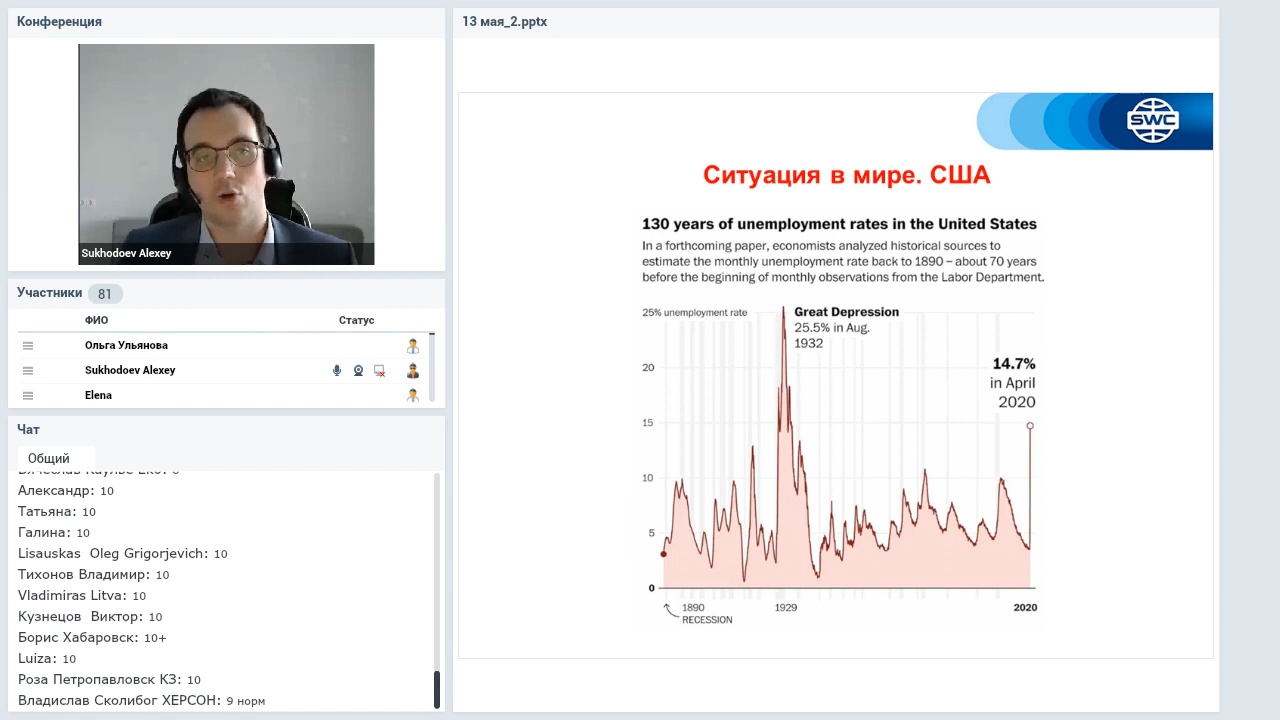 Конференция
Sukhodoev Alexey
Участники 81
ФИО Статус
Ольга Ульянова
Sukhodoev Alexey
Elena
Чат
Общий
Александр: 10
Татьяна: 10
Галина: 10
Lisauskas Oleg Grigorjevich: 10
Тихонов Владимир: 10
Vladimiras Litva: 10
Кузнецов Виктор: 10
Борис Хабаровск: 10+
Luiza: 10
Роза Петропавловск КЗ: 10
Владислав Сколибог ХЕРСОН: 9 норм
13 мая_2.pptx
SWC
Ситуация в мире. США
130 years of unemployment rates in the United States
In a forthcoming paper, economists analyzed historical sources to
estimate the monthly unemployment rate back to 1890 – about 70 years
before the beginning of monthly observations from the Labor Department.
25% unemployment rate
Great Depression
25.5% in Aug.
1932
20
14.7%
in April
2020
15
10
5
0
1890
1929
2020
RECESSION